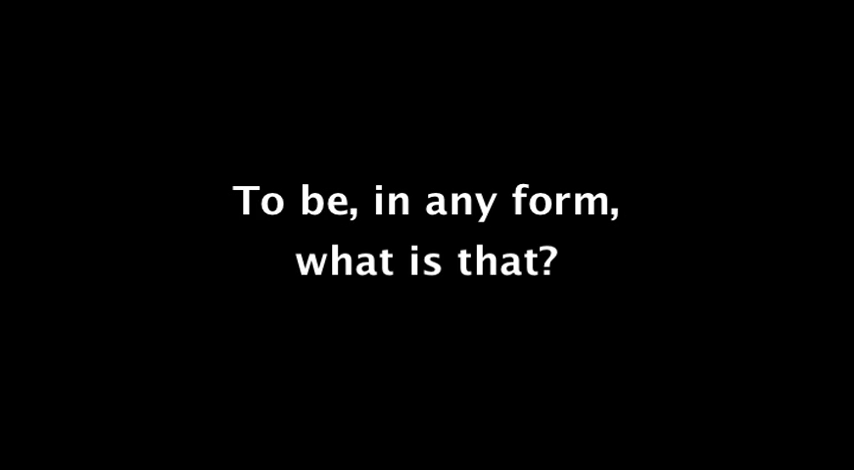 To be, in any form,
what is that?